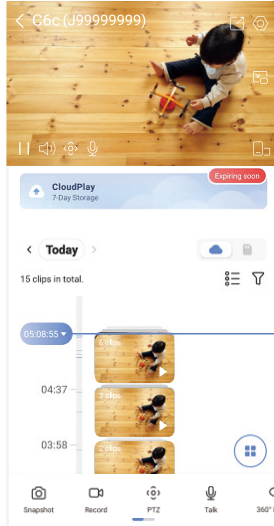 C6c (J99999999)
Expiring soon
CloudPlay
7-Day Storage
Today
15 clips in total.
05:08:55
6 clips
04:37
3 clips
03:58
2 clips
Snapshot
Record
PTZ
Talk
360°